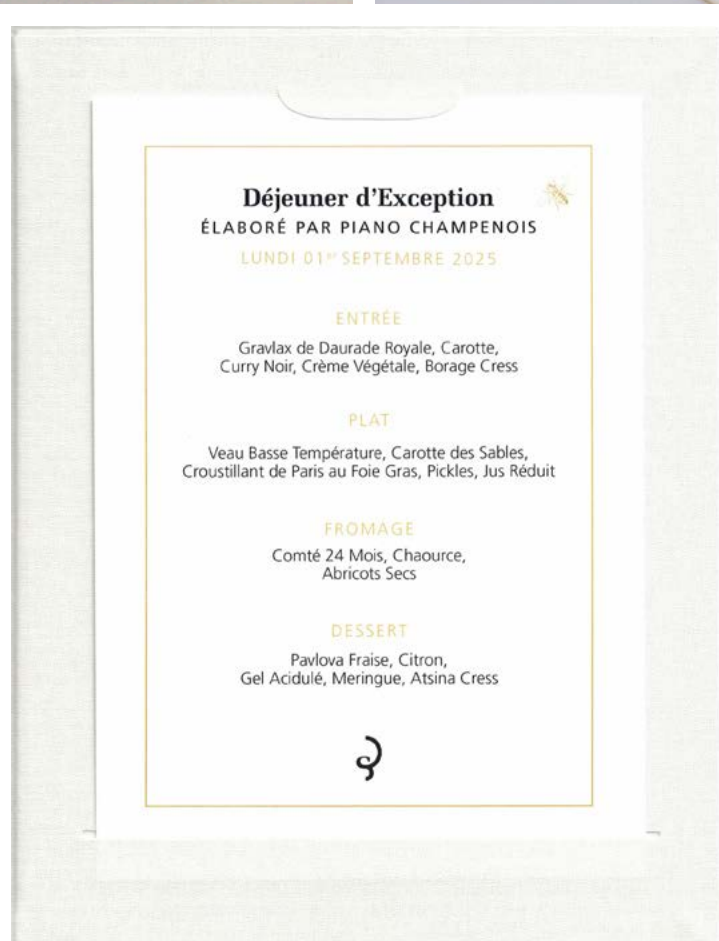 Déjeuner d'Exception
ÉLABORÉ PAR PIANO CHAMPENOIS
LUNDI 01er SEPTEMBRE 2025
ENTRÉE
Gravlax de Daurade Royale, Carotte,
Curry Noir, Crème Végétale, Borage Cress
PLAT
Veau Basse Température, Carotte des Sables,
Croustillant de Paris au Foie Gras, Pickles, Jus Réduit
FROMAGE
Comté 24 Mois, Chaource,
Abricots Secs
DESSERT
Pavlova Fraise, Citron,
Gel Acidulé, Meringue, Atsina Cress